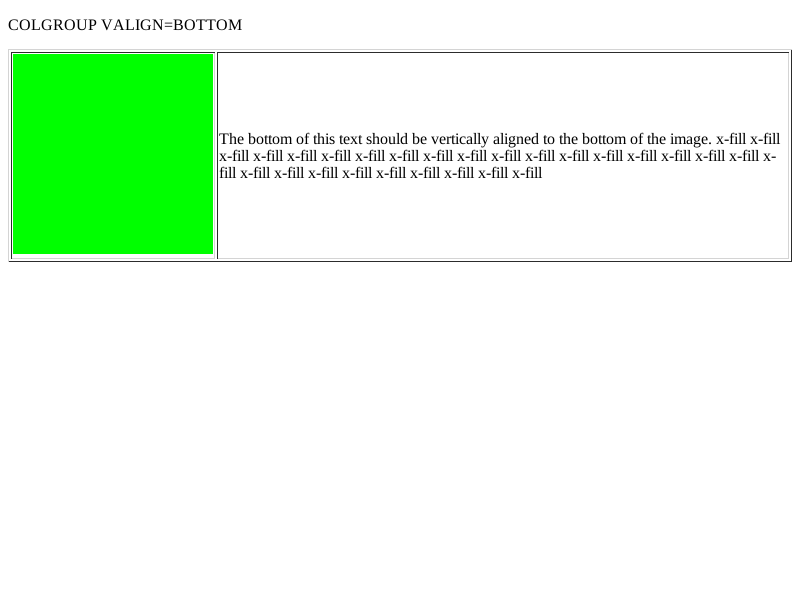 COLGROUP VALIGN=BOTTOM
The bottom of this text should be vertically aligned to the bottom of the image. x-fill x-fill
x-fill x-fill x-fill x-fill x-fill x-fill x-fill x-fill x-fill x-fill x-fill x-fill x-fill x-fill x-fill x-fill x-
fill x-fill x-fill x-fill x-fill x-fill x-fill x-fill x-fill x-fill